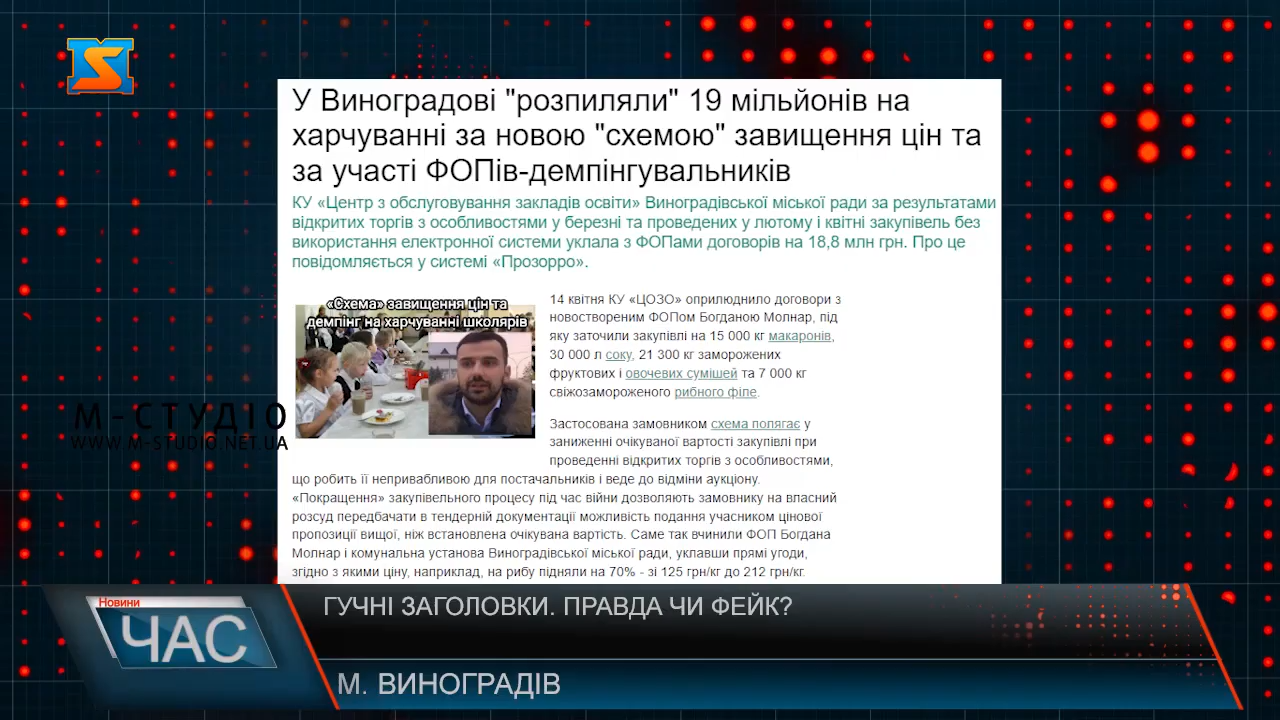 У Виноградові "розпиляли" 19 мільйонів на
харчуванні за новою "схемою" завищення цін та
за участі ФОПів-демпінгувальників
КУ «Центр з обслуговування закладів освіти» Виноградівської міської ради за результатами
відкритих торгів з особливостями у березні та проведених у лютому і квітні закупівель без
використання електронної системи уклала з ФОПами договорів на 18,8 млн грн. Про це
повідомляється у системі «Прозорро».
«Схема» завищення цін та
демпінг на харчуванні школярів
14 квітня КУ «ЦОЗО» оприлюднило договори з
новоствореним ФОПом Богданою Молнар, під
яку заточили закупівлі на 15 000 кг макаронів,
30 000 л соку, 21 300 кг заморожених
фруктових і овочевих сумішей та 7 000 кг
свіжозамороженого рибного філе.
Застосована замовником схема полягає у
заниженні очікуваної вартості закупівлі при
проведенні відкритих торгів з особливостями,
що робить її непривабливою для постачальників і веде до відміни аукціону.
«Покращення» закупівельного процесу під час війни дозволяють замовнику на власний
розсуд передбачати в тендерній документації можливість подання учасником цінової
пропозиції вищої, ніж встановлена очікувана вартість. Саме так вчинили ФОП Богдана
Молнар і комунальна установа Виноградівської міської ради, уклавши прямі угоди,
згідно з якими ціну, наприклад, на рибу підняли на 70% - зі 125 грн/кг до 212 грн/кг.
М-СТУДІО
WWW.M-STUDIO.NET.UA
Новини
ЧАС
ГУЧНІ ЗАГОЛОВКИ. ПРАВДА ЧИ ФЕЙК?
М. ВИНОГРАДІВ